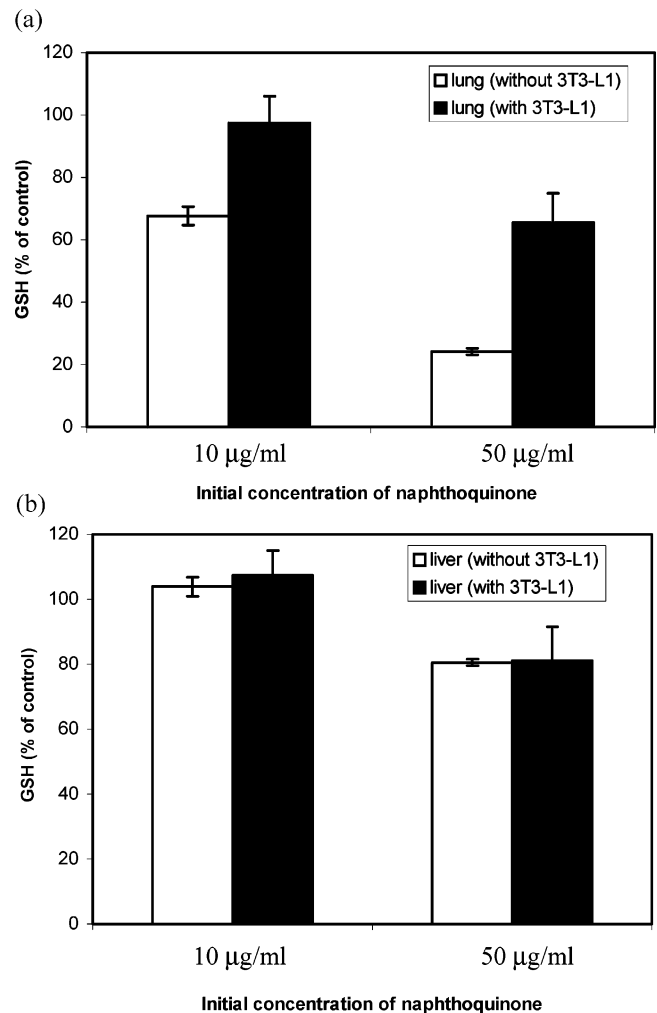 (a)
120
100
80
60
40
20
0
GSH (% of control)
lung (without 3T3-L1)
lung (with 3T3-L1)
10 µg/ml
50 µg/ml
Initial concentration of naphthoquinone
(b)
120
100
80
60
40
20
0
GSH (% of control)
liver (without 3T3-L1)
liver (with 3T3-L1)
10 µg/ml
50 µg/ml
Initial concentration of naphthoquinone